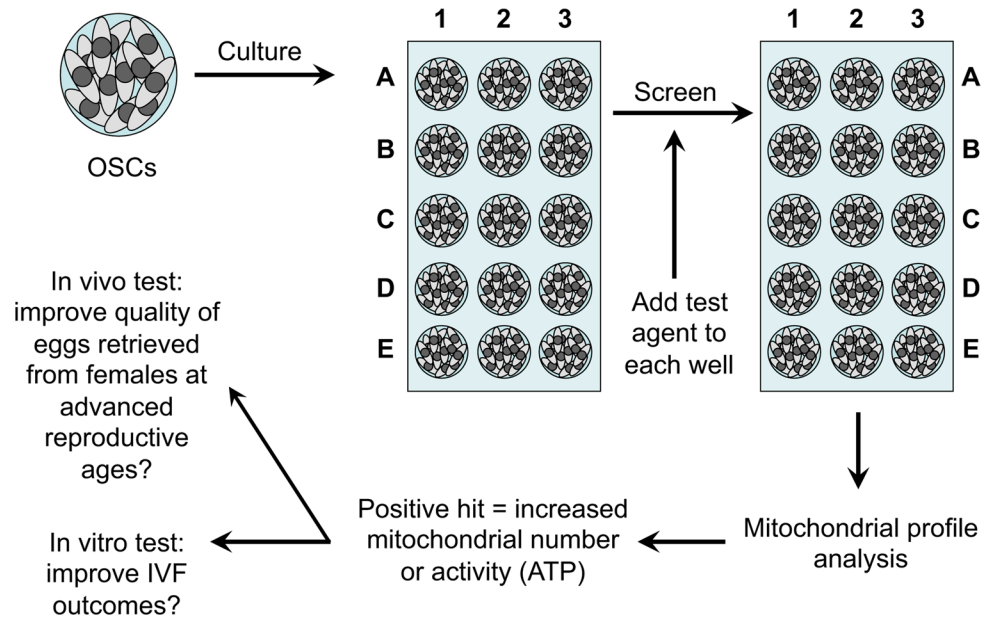 OSCs
Culture
1 2 3
A
B
C
D
E
Screen
Add test
agent to
each well
1 2 3
A
B
C
D
E
Mitochondrial profile
analysis
Positive hit = increased
mitochondrial number
or activity (ATP)
In vivo test:
improve quality of
eggs retrieved
from females at
advanced
reproductive
ages?
In vitro test:
improve IVF
outcomes?